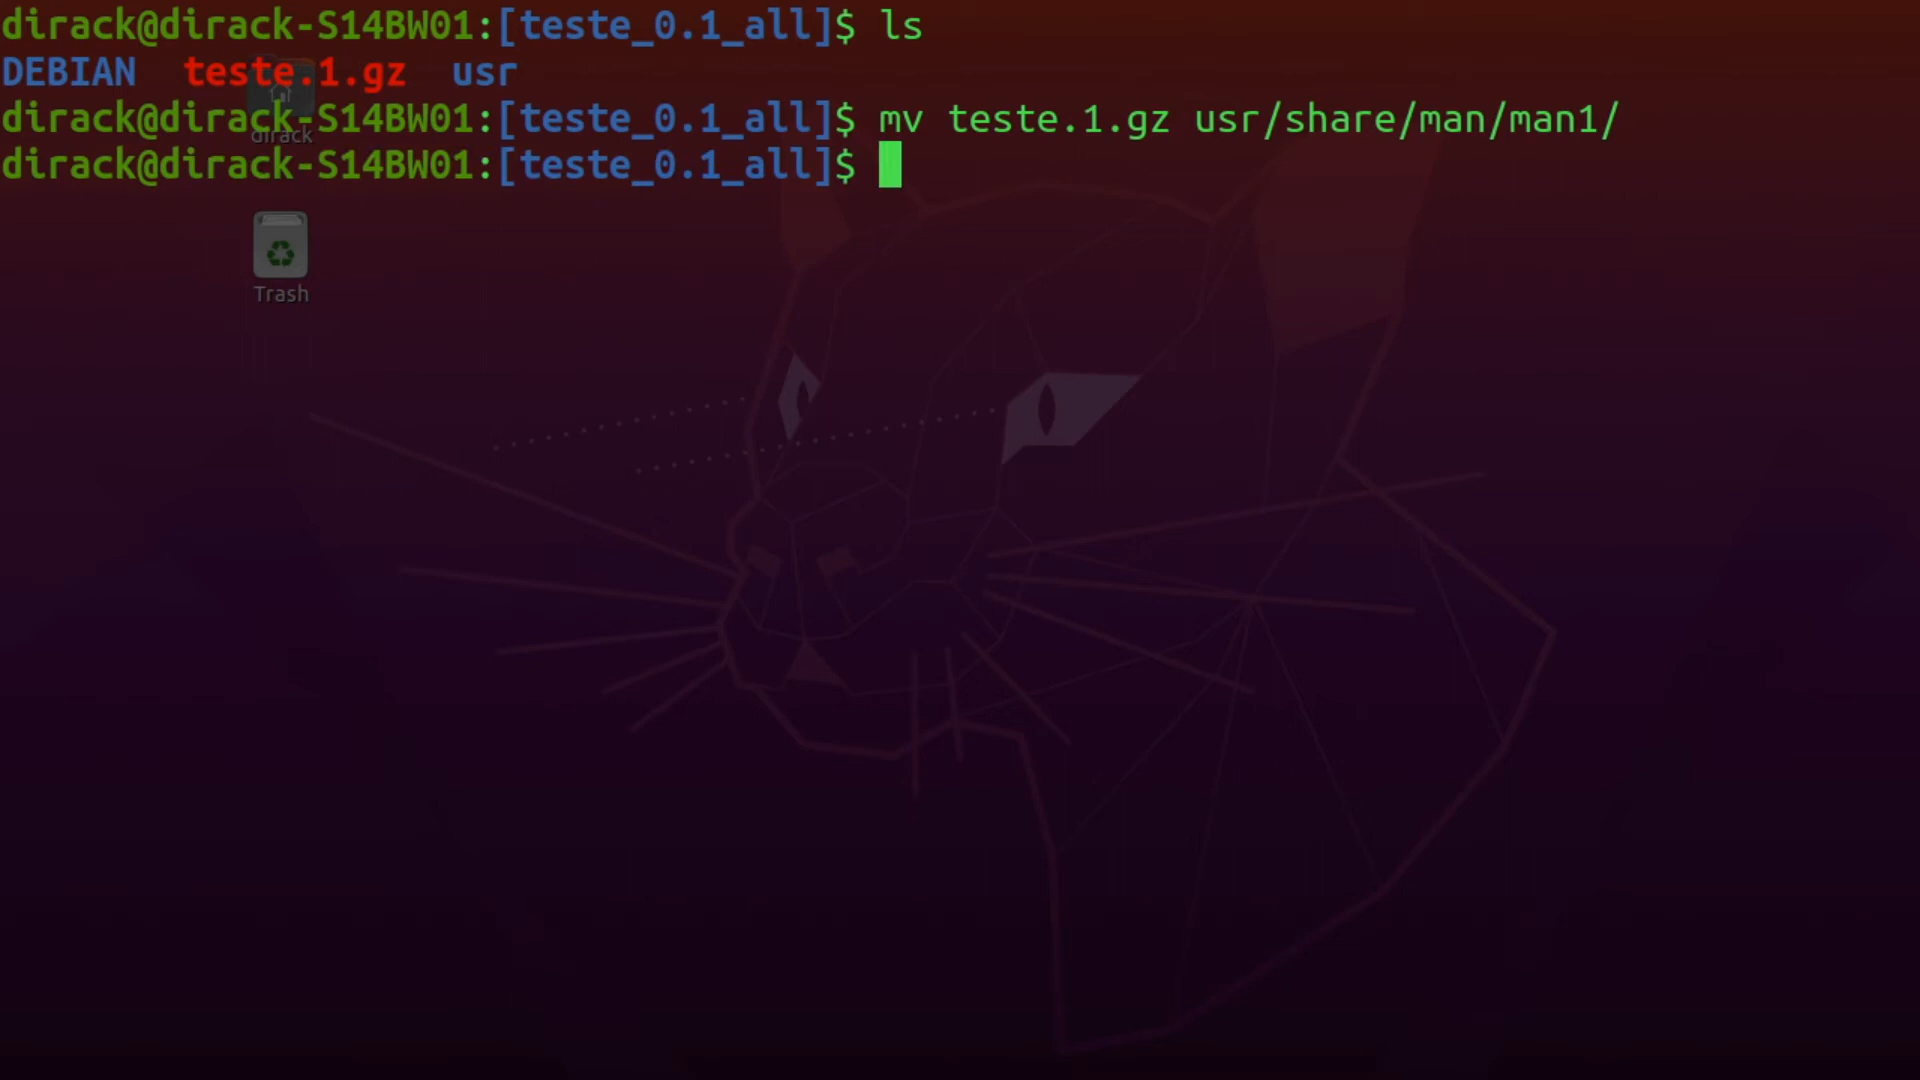 dirack@dirack-S14BW01:[teste_0.1_all]$ ls
DEBIAN  teste.1.gz  usr
dirack@dirack-S14BW01:[teste_0.1_all]$ mv teste.1.gz usr/share/man/man1/
dirack
dirack@dirack-S14BW01:[teste_0.1_all]$
Trash